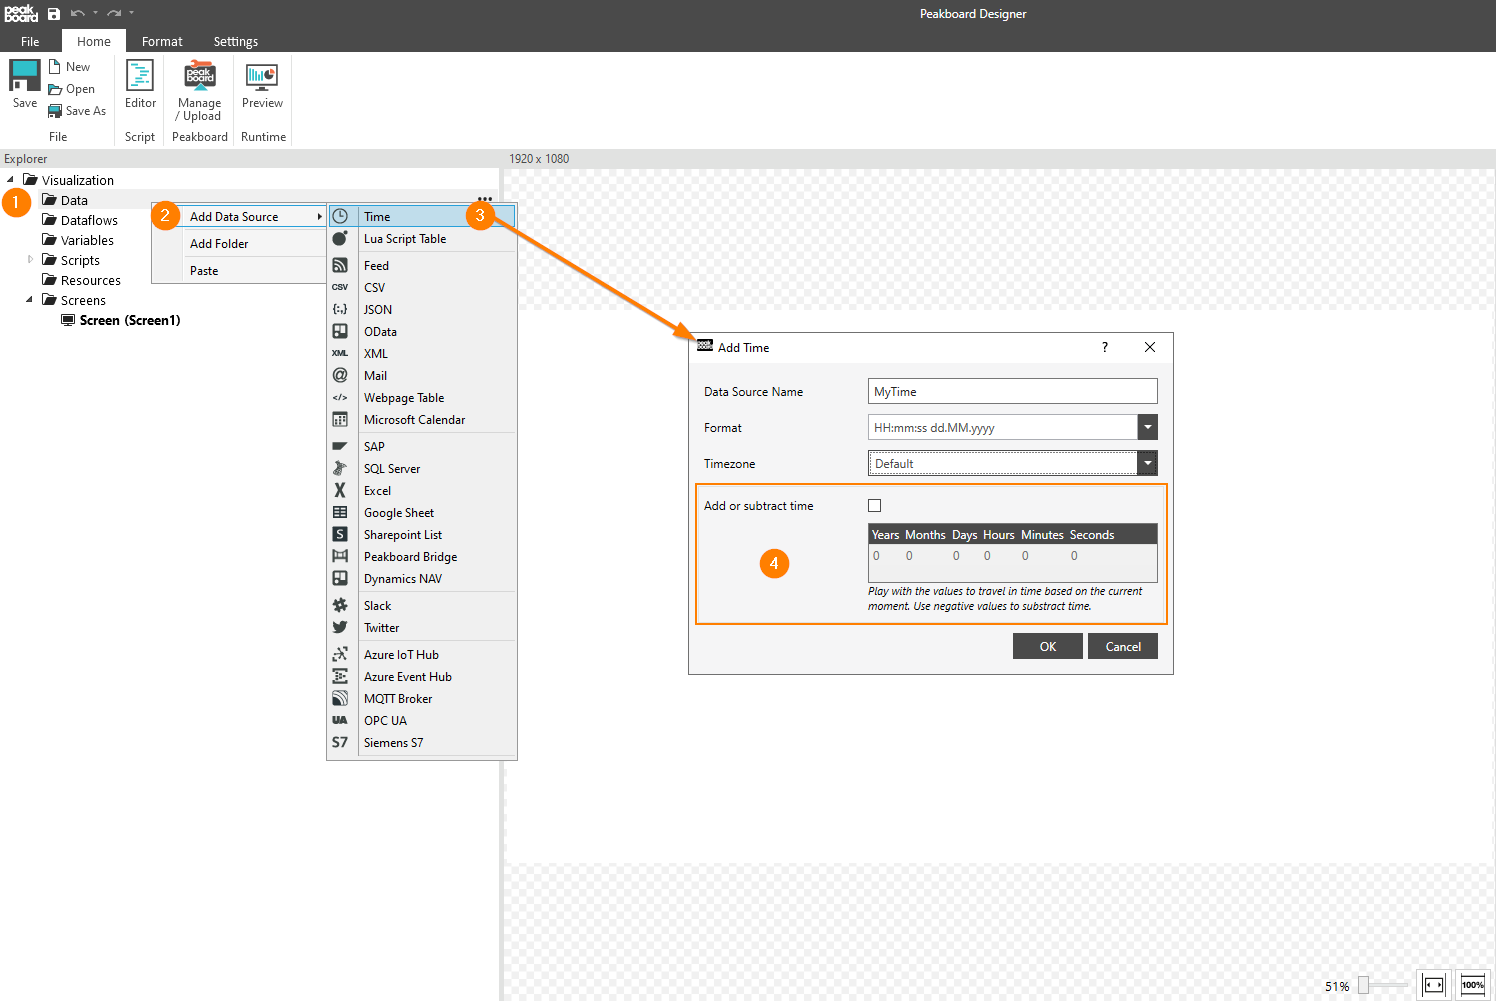 peak board
Peakboard Designer
File Home Format Settings
Save
New
Open
Save As
Editor
peak board
Manage / Upload
Preview
File Script Peakboard Runtime
Explorer
1920 x 1080
Visualization
1
Data
Dataflows
Variables
Scripts
Resources
Screens
Screen (Screen1)
2 Add Data Source
Add Folder
Paste
Time 3
Lua Script Table
Feed
CSV CSV
{:,} JSON
OData
XML XML
@ Mail
</> Webpage Table
Microsoft Calendar
SAP
SQL Server
X Excel
Google Sheet
S Sharepoint List
Peakboard Bridge
Dynamics NAV
Slack
Twitter
Azure IoT Hub
Azure Event Hub
MQTT Broker
UA OPC UA
S7 Siemens S7
peak board Add Time ?
Data Source Name MyTime
Format HH:mm:ss dd.MM.yyyy
Timezone Default
Add or subtract time
Years Months Days Hours Minutes Seconds
0 0 0 0 0 0
4
Play with the values to travel in time based on the current
moment. Use negative values to substract time.
OK Cancel
51% 100%